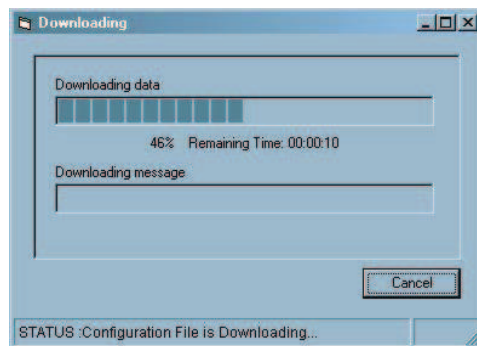 Downloading
Downloading data
46% Remaining Time: 00:00:10
Downloading message
Cancel
STATUS :Configuration File is Downloading...